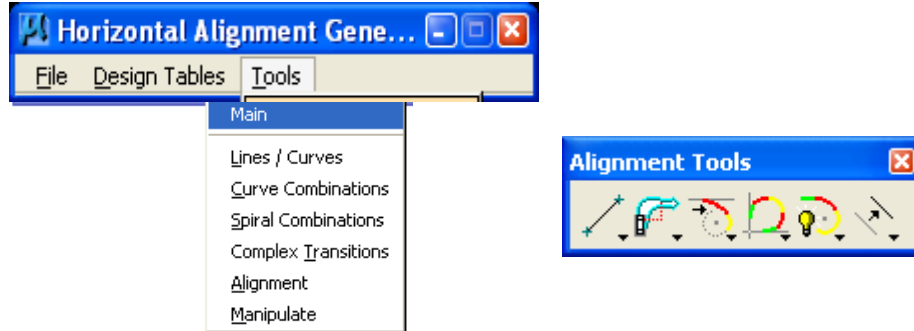 Horizontal Alignment Gene...
File Design Tables Tools
Main
Lines / Curves
Curve Combinations
Spiral Combinations
Complex Transitions
Alignment
Manipulate
Alignment Tools